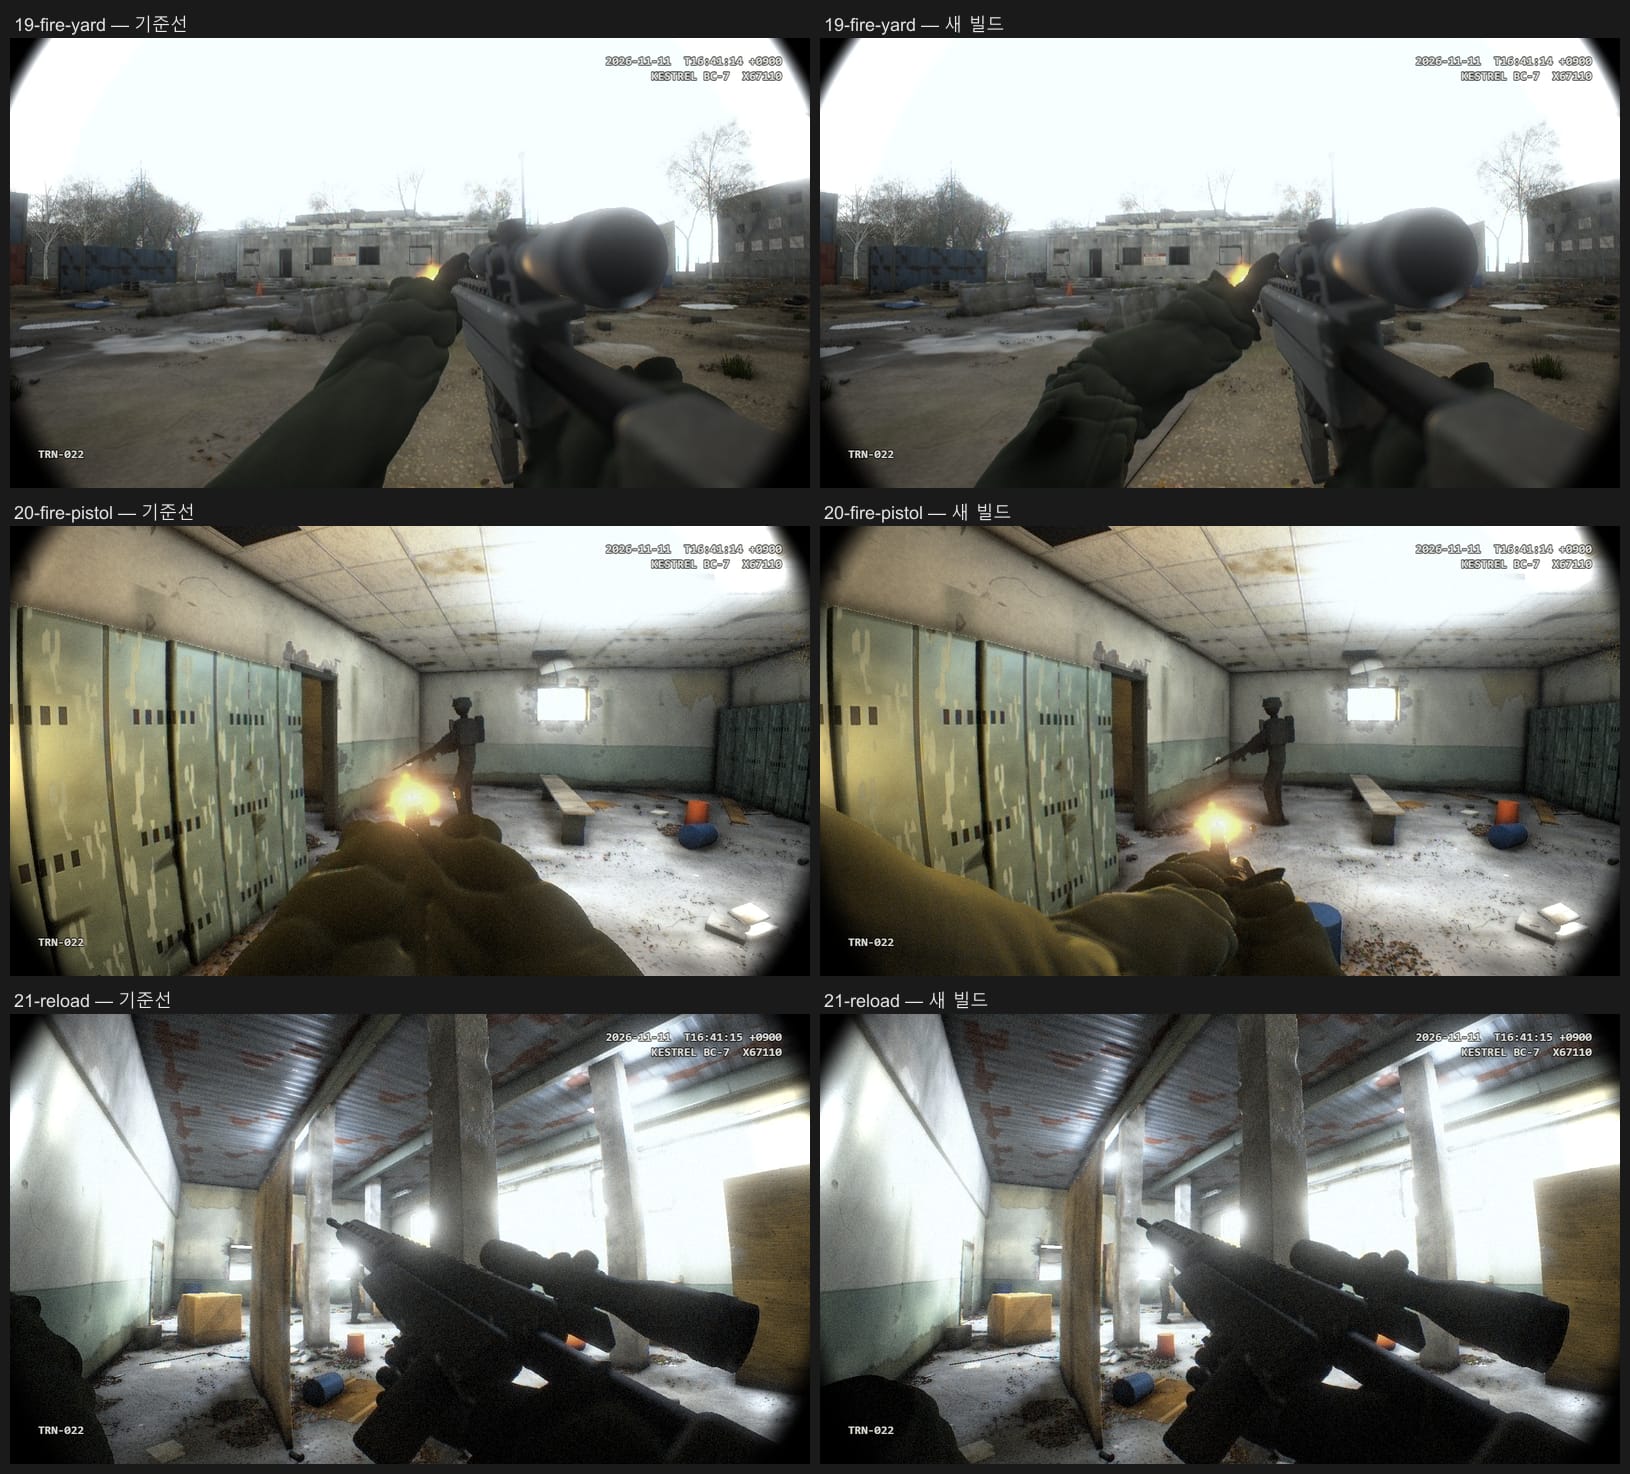 19-fire-yard — 기준선
19-fire-yard — 새 빌드
2026-11-11 T16:41:14 +0900
KESTREL BC-7 X67110
TRN-022
2026-11-11 T16:41:14 +0900
KESTREL BC-7 X67110
TRN-022
20-fire-pistol — 기준선
20-fire-pistol — 새 빌드
2026-11-11 T16:41:14 +0900
KESTREL BC-7 X67110
TRN-022
2026-11-11 T16:41:14 +0900
KESTREL BC-7 X67110
TRN-022
21-reload — 기준선
21-reload — 새 빌드
2026-11-11 T16:41:15 +0900
KESTREL BC-7 X67110
TRN-022
2026-11-11 T16:41:15 +0900
KESTREL BC-7 X67110
TRN-022